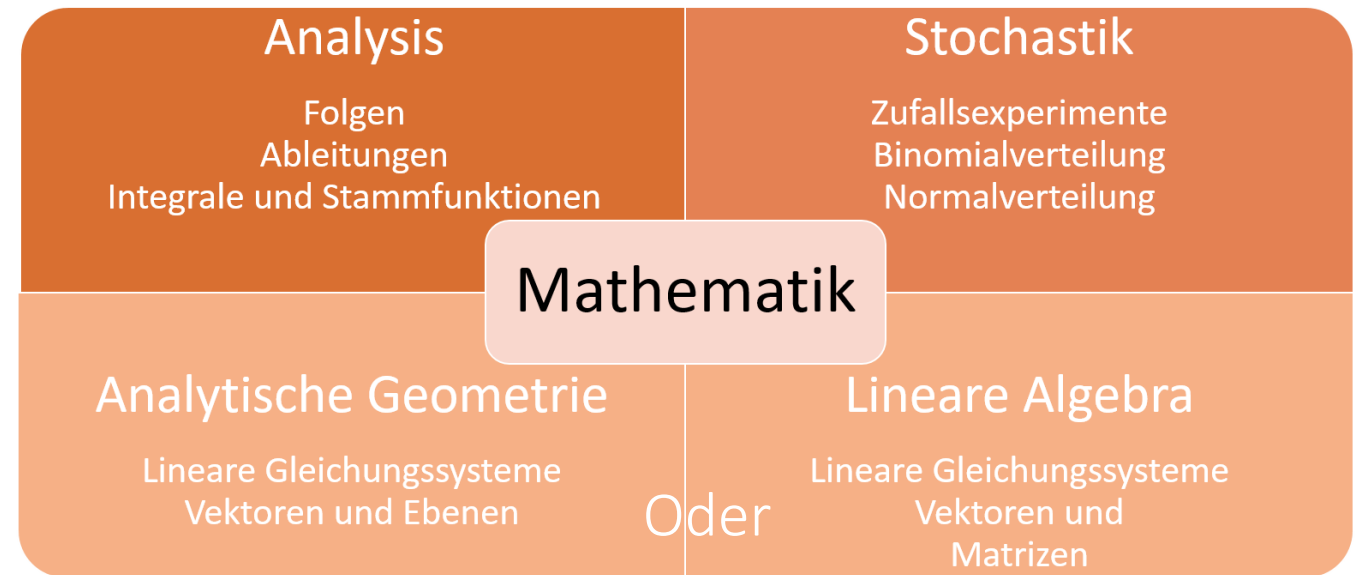 Analysis
Folgen
Ableitungen
Integrale und Stammfunktionen
Stochastik
Zufallsexperimente
Binomialverteilung
Normalverteilung
Mathematik
Analytische Geometrie
Lineare Gleichungssysteme
Vektoren und Ebenen
Oder
Lineare Algebra
Lineare Gleichungssysteme
Vektoren und
Matrizen